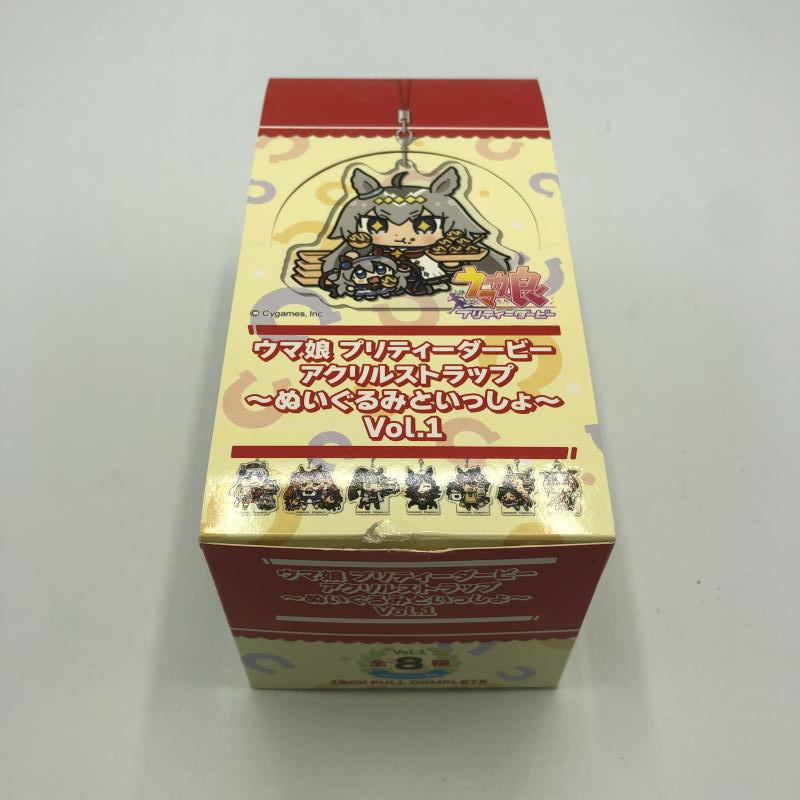 ウマ娘
プリティーダービー
© Cygames, Inc.
ウマ娘 プリティーダービー
アクリルストラップ
～ぬいぐるみといっしょ～
Vol.1
ウマ娘 プリティーダービー
アクリルストラップ
～ぬいぐるみといっしょ～
Vol.1
Vol.1
全8種
1BOX FULL COMPLETE